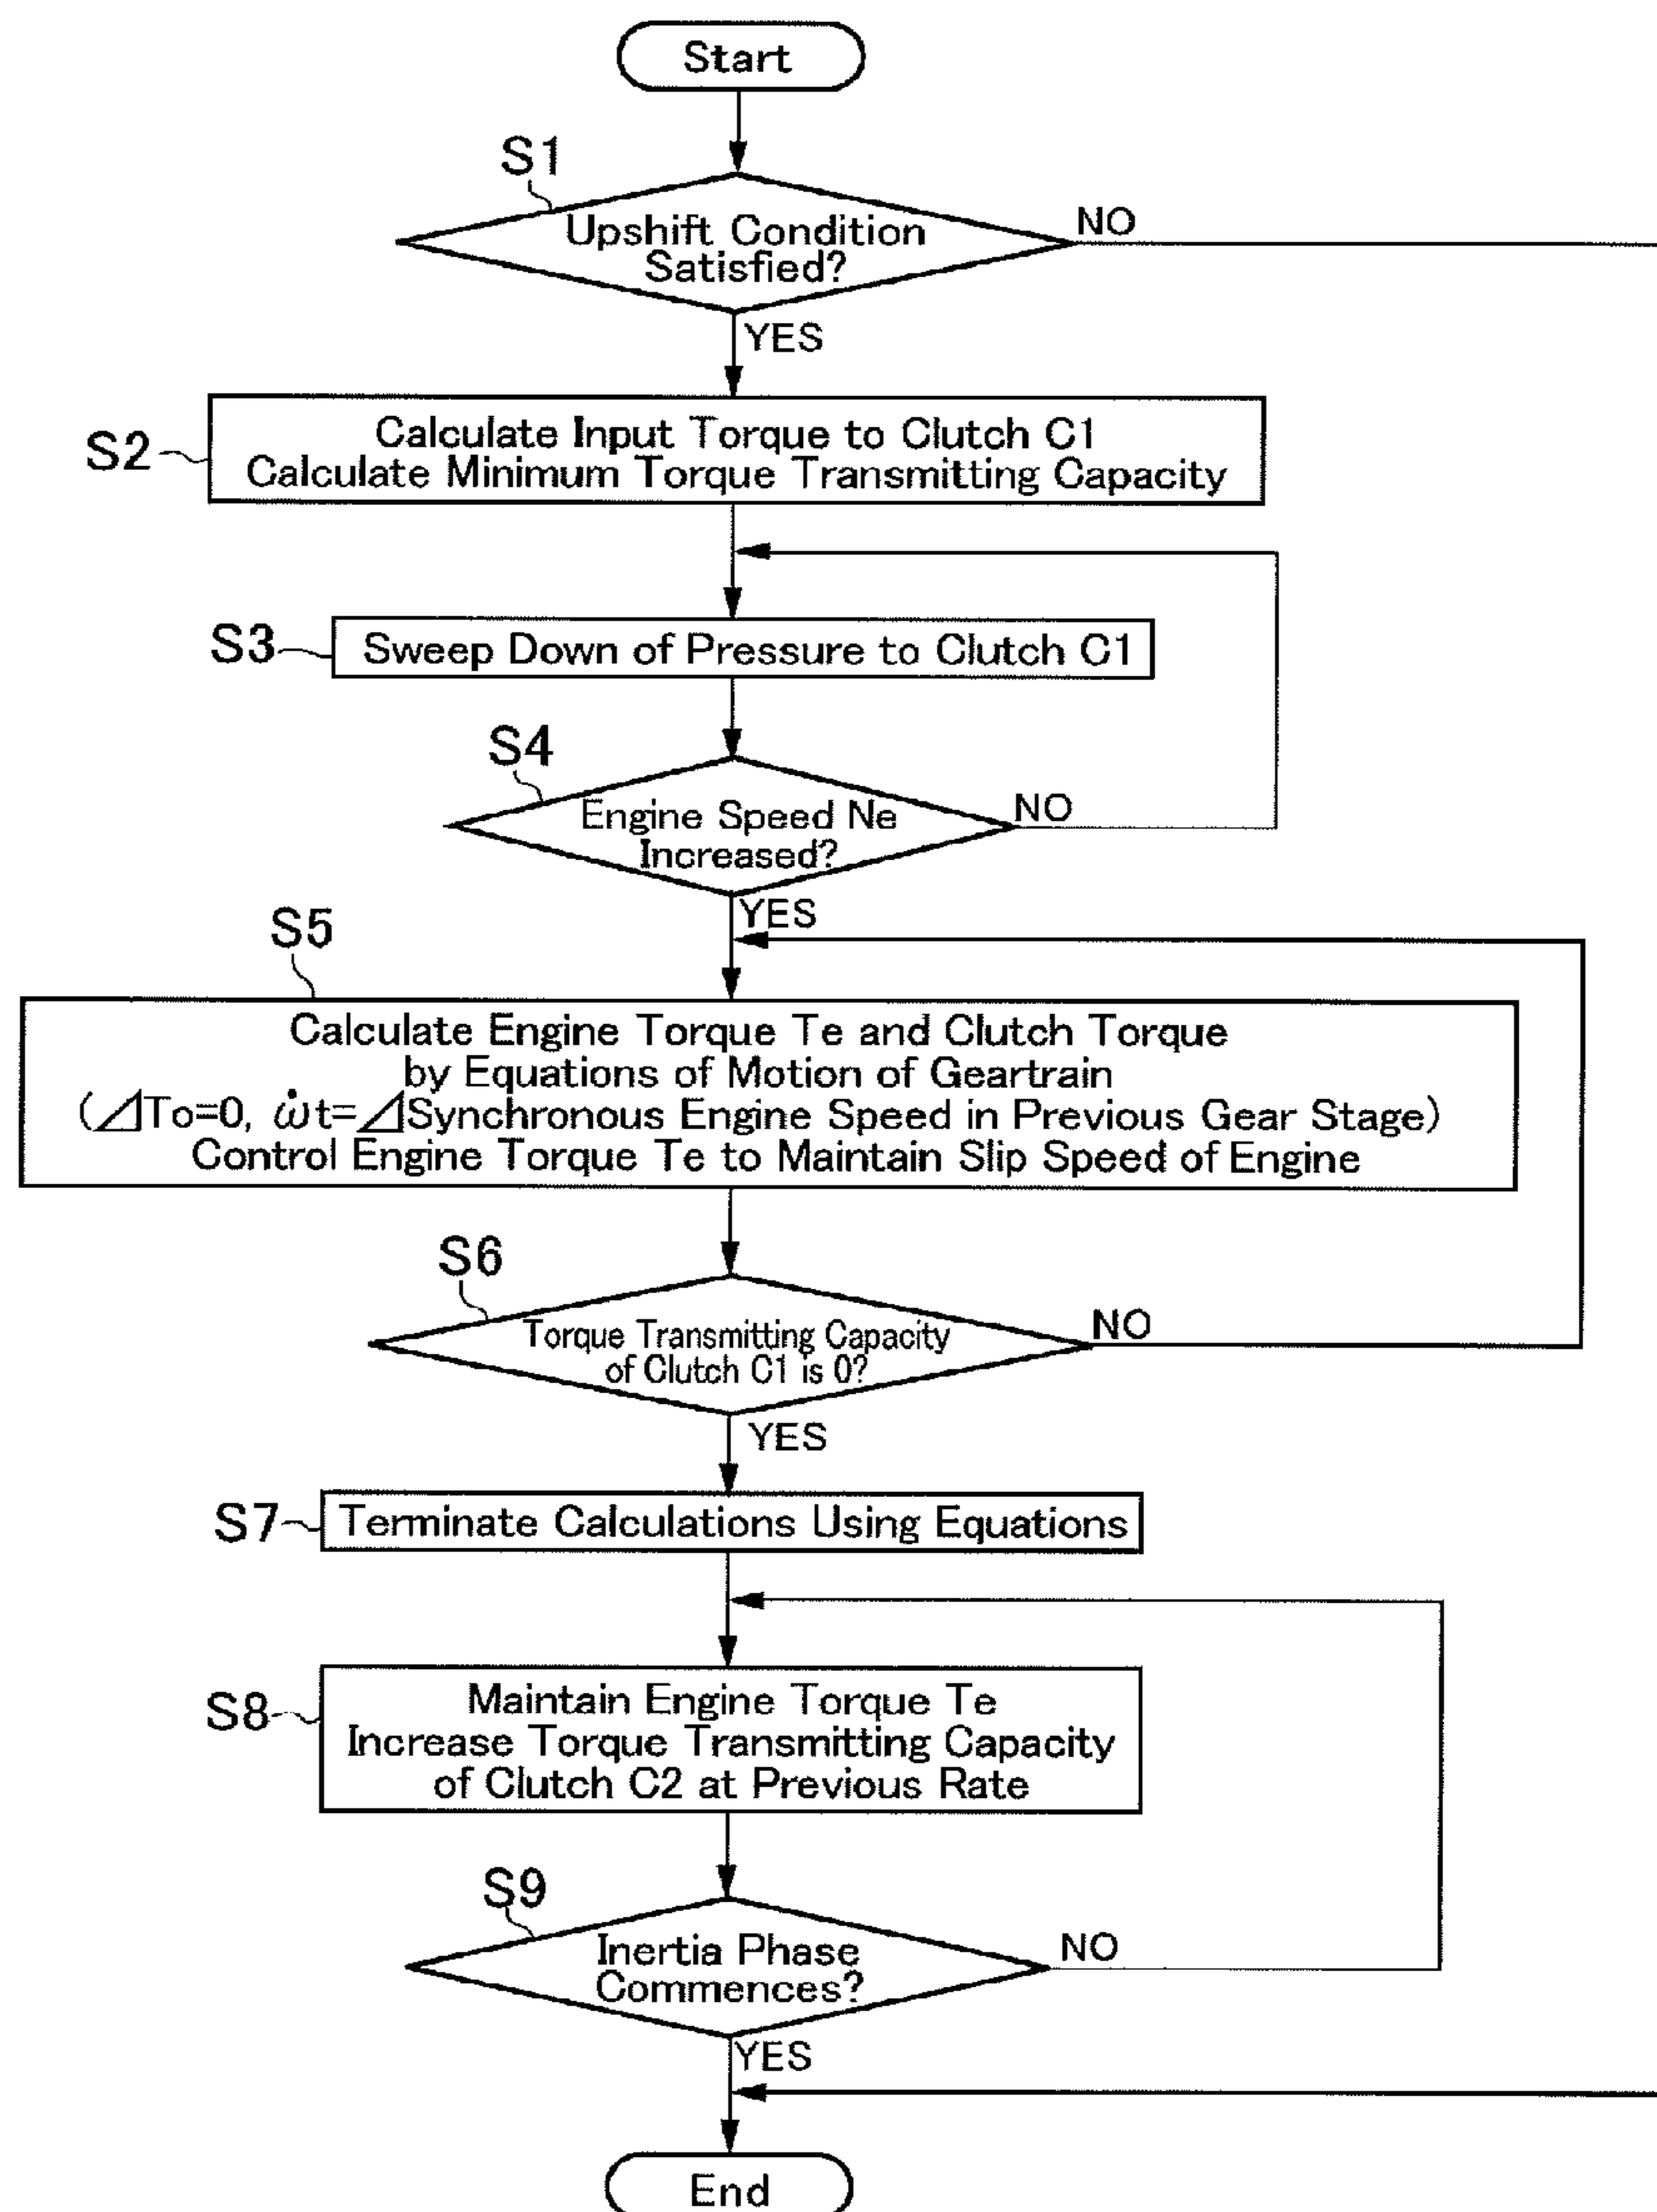 Start
S1
Upshift Condition
Satisfied?
NO
YES
S2
Calculate Input Torque to Clutch C1
Calculate Minimum Torque Transmitting Capacity
S3
Sweep Down of Pressure to Clutch C1
S4
Engine Speed Ne
Increased?
NO
YES
S5
Calculate Engine Torque Te and Clutch Torque
by Equations of Motion of Geartrain
(⊿To=0, ω̇t=⊿Synchronous Engine Speed in Previous Gear Stage)
Control Engine Torque Te to Maintain Slip Speed of Engine
S6
Torque Transmitting Capacity
of Clutch C1 is 0?
NO
YES
S7
Terminate Calculations Using Equations
S8
Maintain Engine Torque Te
Increase Torque Transmitting Capacity
of Clutch C2 at Previous Rate
S9
Inertia Phase
Commences?
NO
YES
End